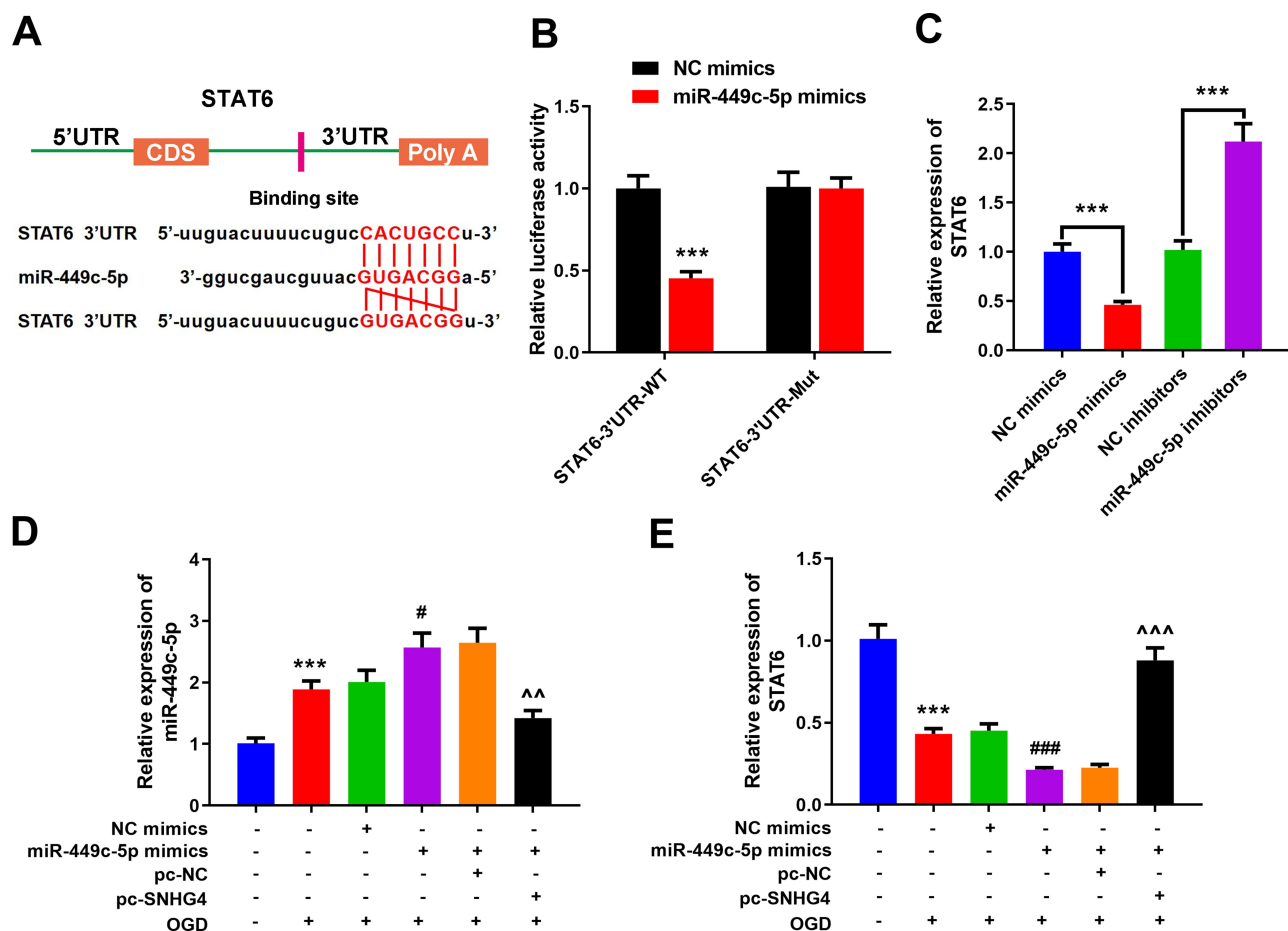 A
STAT6
5’UTR
CDS
3’UTR
Poly A
Binding site
STAT6 3’UTR 5’-uuguacuuuucugucCACUGCCu-3’
miR-449c-5p 3’-ggucgaucguuacGUGACGGa-5’
STAT6 3’UTR 5’-uuguacuuuucugucGUGACGGu-3’
B
NC mimics
miR-449c-5p mimics
Relative luciferase activity
1.5
1.0
0.5
0.0
***
STAT6-3'UTR-WT
STAT6-3'UTR-Mut
C
Relative expression of
STAT6
2.5
2.0
1.5
1.0
0.5
0.0
***
***
NC mimics
miR-449c-5p mimics
NC inhibitors
miR-449c-5p inhibitors
D
Relative expression of
miR-449c-5p
4
3
2
1
0
***
#
^^
NC mimics - - + - - -
miR-449c-5p mimics - - - + + +
pc-NC - - - - + -
pc-SNHG4 - - - - - +
OGD - + + + + +
E
Relative expression of
STAT6
1.5
1.0
0.5
0.0
***
###
^^^
NC mimics - - + - - -
miR-449c-5p mimics - - - + + +
pc-NC - - - - + -
pc-SNHG4 - - - - - +
OGD - + + + + +